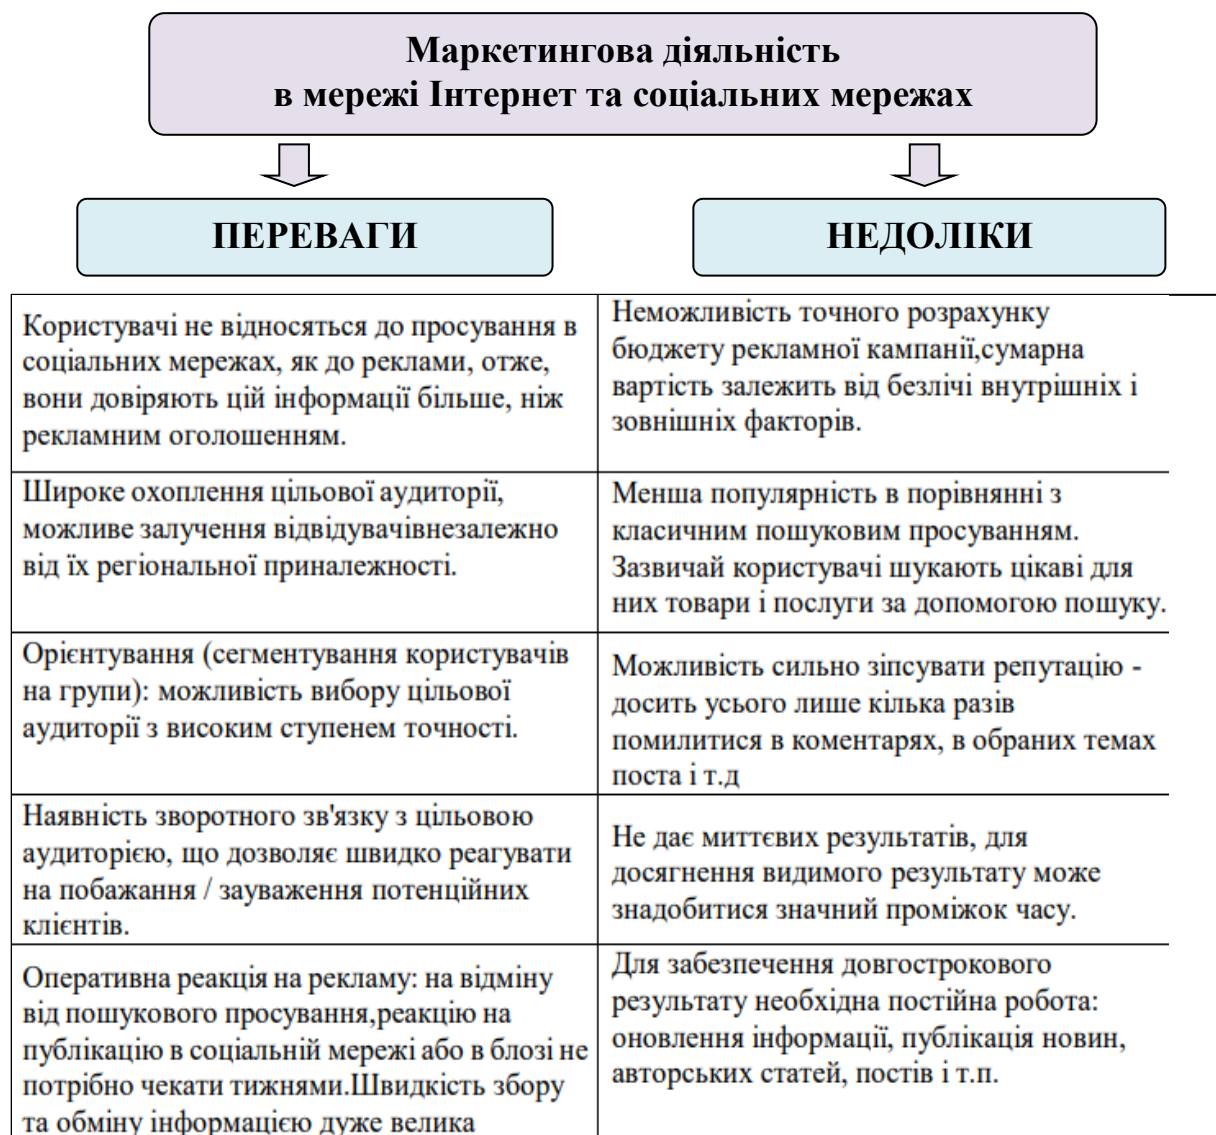 Маркетингова діяльність
в мережі Інтернет та соціальних мережах
ПЕРЕВАГИ
НЕДОЛІКИ
Користувачі не відносяться до просування в
соціальних мережах, як до реклами, отже,
вони довіряють цій інформації більше, ніж
рекламним оголошенням.
Неможливість точного розрахунку
бюджету рекламної кампанії,сумарна
вартість залежить від безлічі внутрішніх і
зовнішніх факторів.
Широке охоплення цільової аудиторії,
можливе залучення відвідувачівнезалежно
від їх регіональної приналежності.
Менша популярність в порівнянні з
класичним пошуковим просуванням.
Зазвичай користувачі шукають цікаві для
них товари і послуги за допомогою пошуку.
Орієнтування (сегментування користувачів
на групи): можливість вибору цільової
аудиторії з високим ступенем точності.
Можливість сильно зіпсувати репутацію -
досить усього лише кілька разів
помилитися в коментарях, в обраних темах
поста і т.д
Наявність зворотного зв'язку з цільовою
аудиторією, що дозволяє швидко реагувати
на побажання / зауваження потенційних
клієнтів.
Не дає миттєвих результатів, для
досягнення видимого результату може
знадобитися значний проміжок часу.
Оперативна реакція на рекламу: на відміну
від пошукового просування,реакцію на
публікацію в соціальній мережі або в блозі не
потрібно чекати тижнями.Швидкість збору
та обміну інформацією дуже велика
Для забезпечення довгострокового
результату необхідна постійна робота:
оновлення інформації, публікація новин,
авторських статей, постів і т.п.